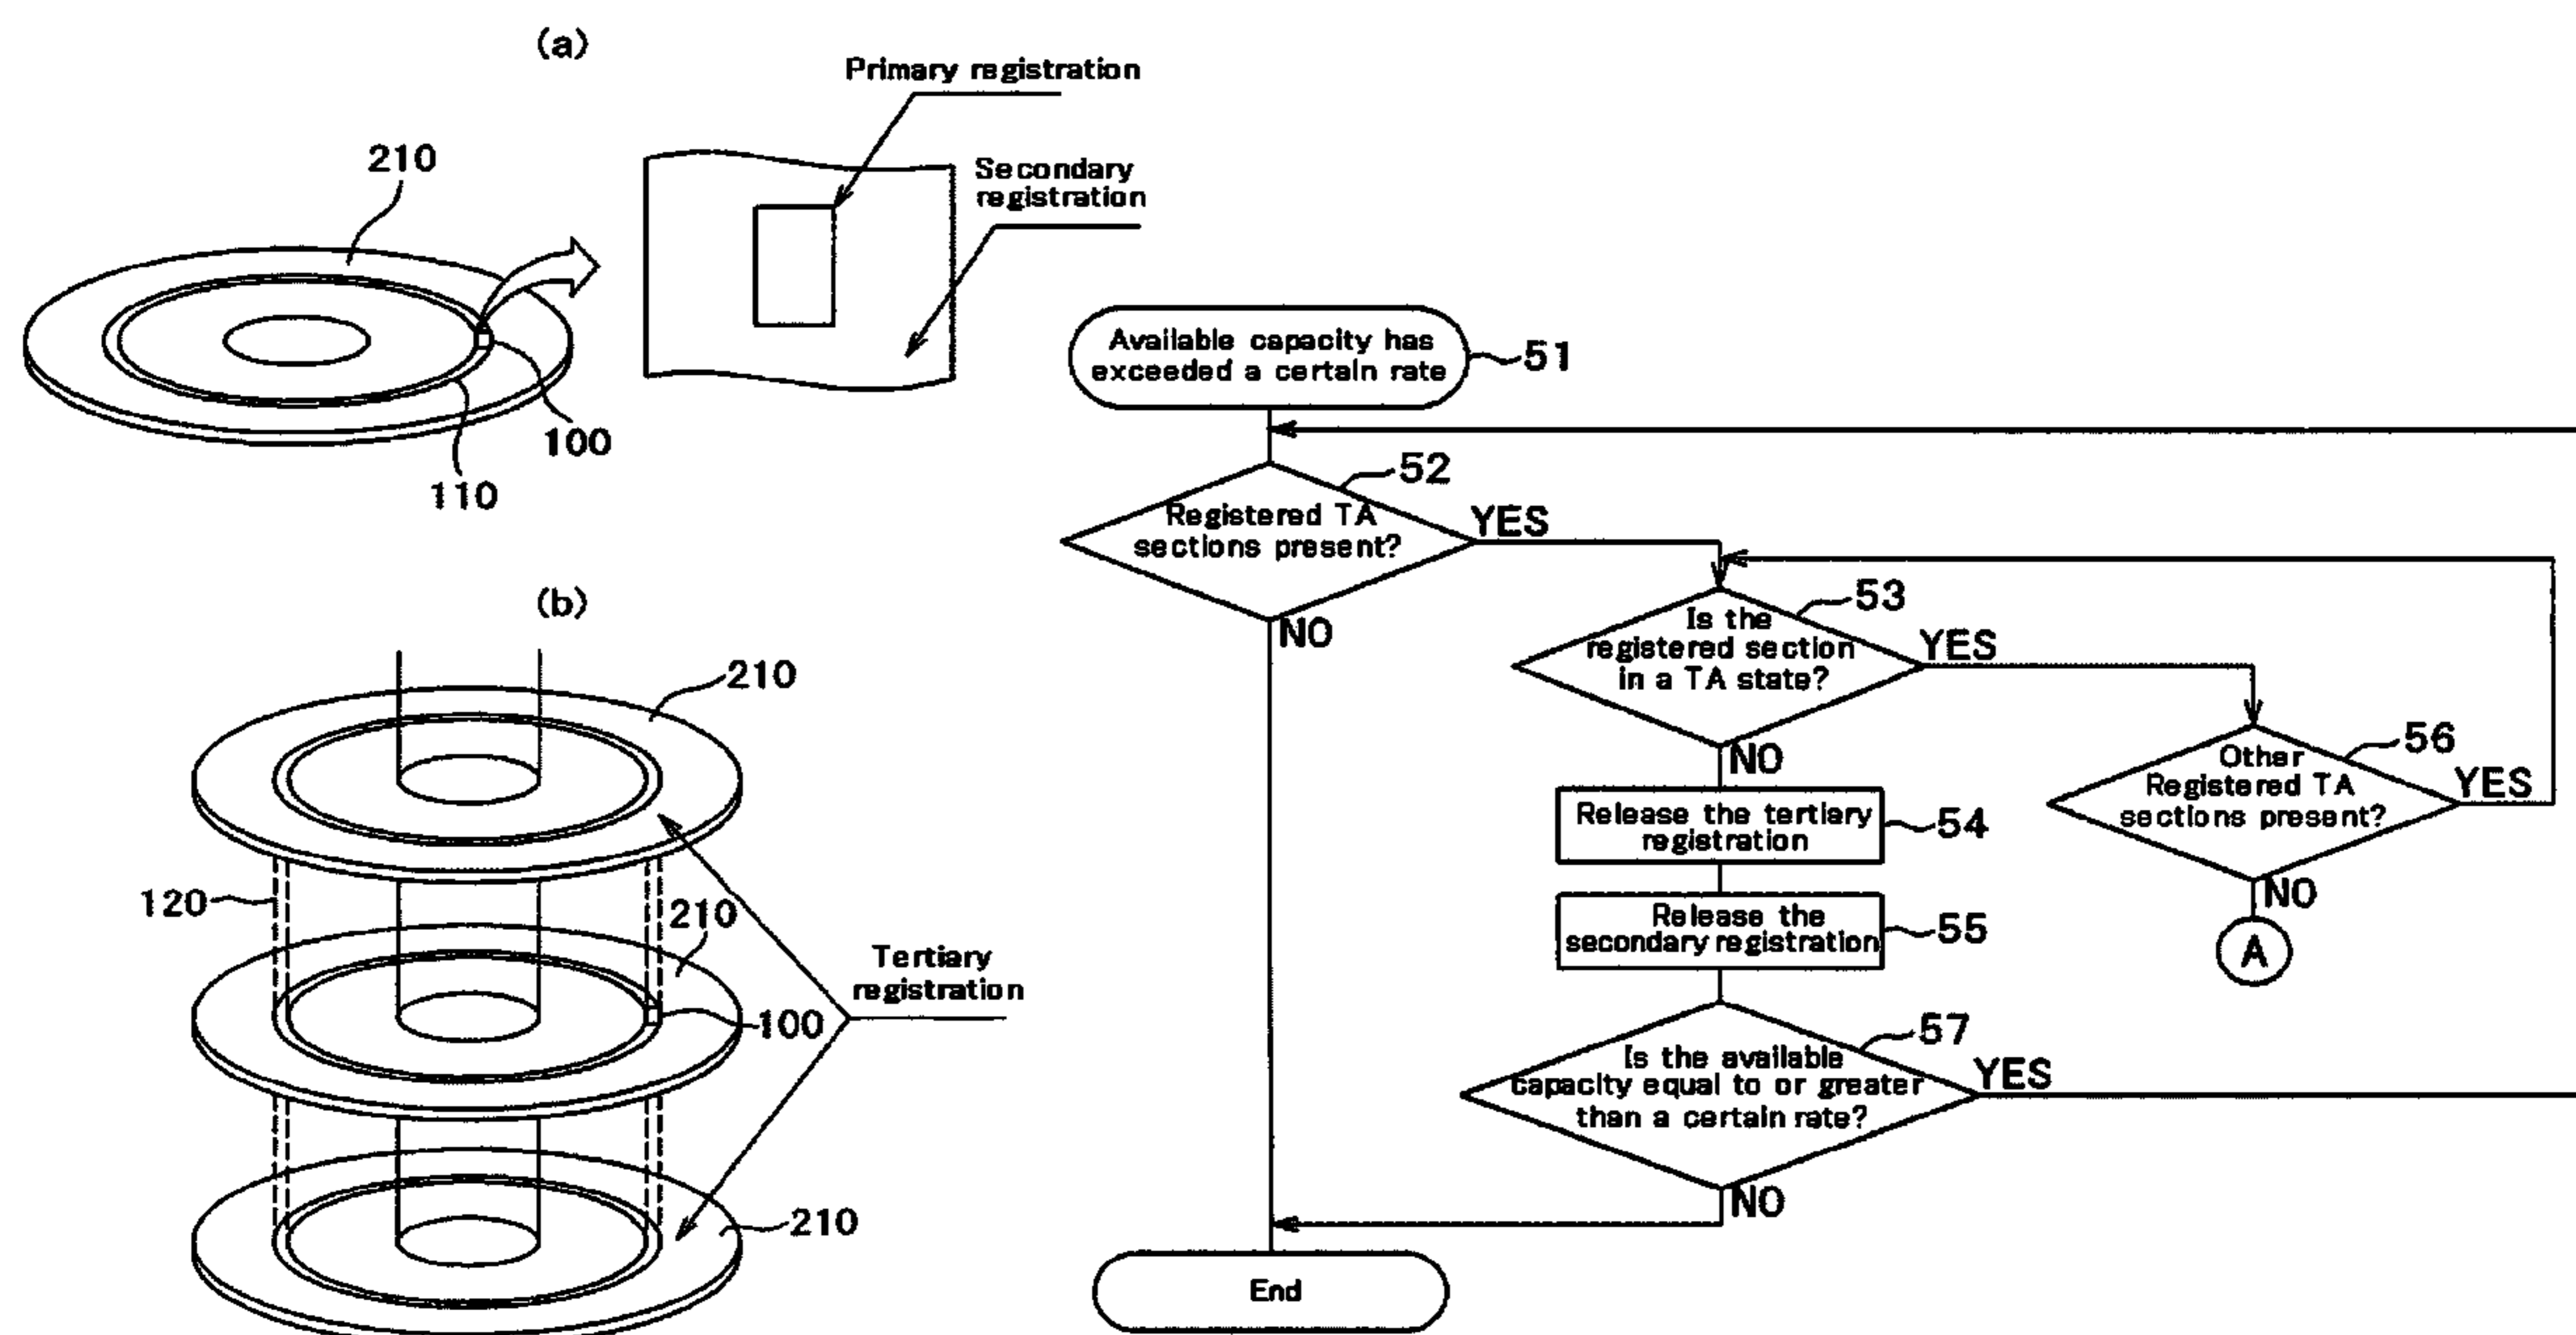 (a)
Primary registration
Secondary
registration
210
100
110
(b)
210
120
210
Tertiary
registration
100
210
Available capacity has
exceeded a certain rate
51
52
Registered TA
sections present?
YES
NO
53
Is the
registered section
in a TA state?
YES
NO
56
Other
Registered TA
sections present?
YES
NO
A
Release the tertiary
registration
54
Release the
secondary registration
55
57
Is the available
capacity equal to or greater
than a certain rate?
YES
NO
End